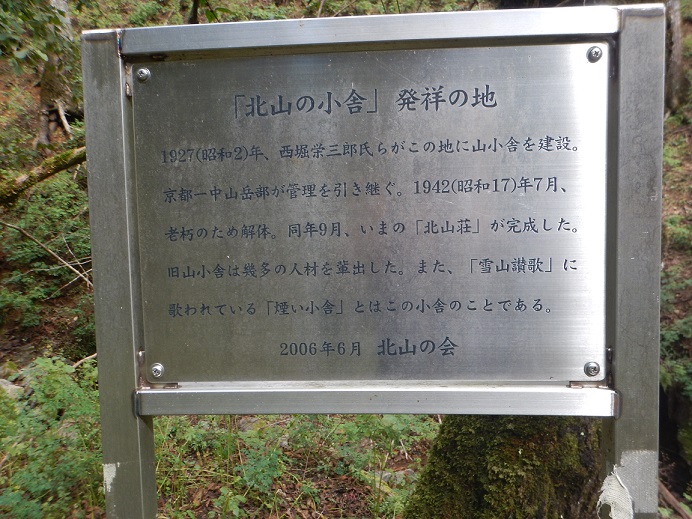 「北山の小舎」発祥の地
1927(昭和2)年、西堀栄三郎氏らがこの地に山小舎を建設。
京都一中山岳部が管理を引き継ぐ。1942(昭和17)年7月、
老朽のため解体。同年9月、いまの「北山荘」が完成した。
旧山小舎は幾多の人材を輩出した。また、「雪山讃歌」に
歌われている「煙い小舎」とはこの小舎のことである。
2006年6月 北山の会